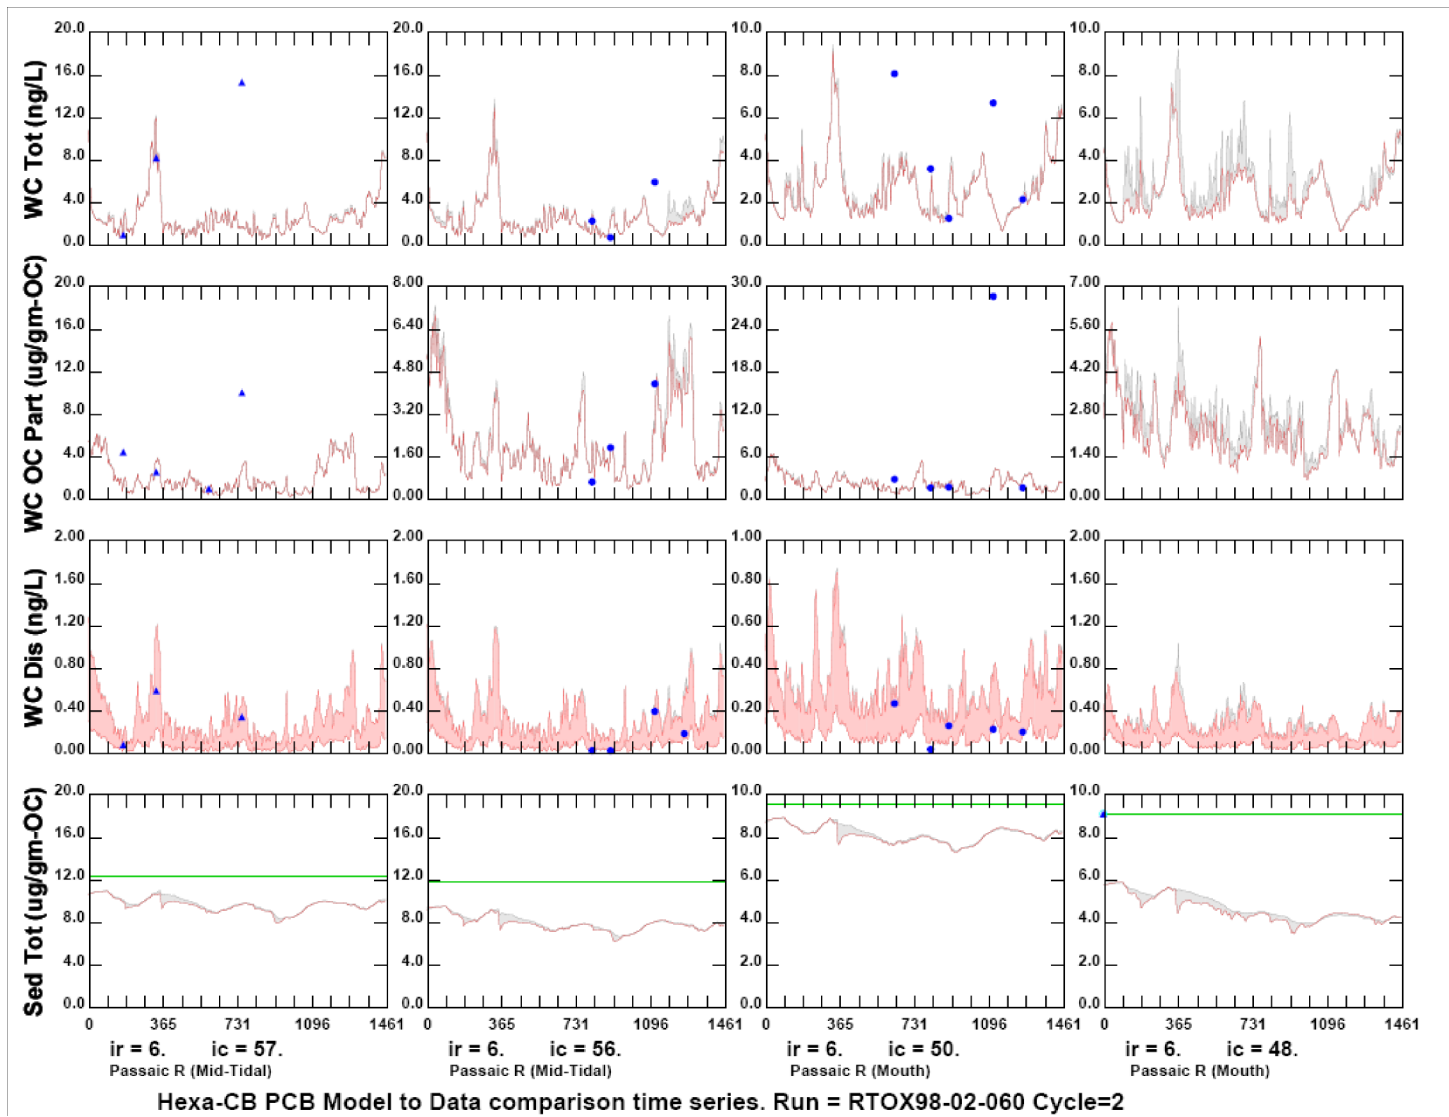 WC Tot (ng/L)
20.0 20.0 10.0 10.0
16.0 16.0 8.0 8.0
12.0 12.0 6.0 6.0
8.0 8.0 4.0 4.0
4.0 4.0 2.0 2.0
0.0 0.0 0.0 0.0
WC OC Part (ug/gm-OC)
20.0 8.00 30.0 7.00
16.0 6.40 24.0 5.60
12.0 4.80 18.0 4.20
8.0 3.20 12.0 2.80
4.0 1.60 6.0 1.40
0.0 0.00 0.0 0.00
WC Dis (ng/L)
2.00 2.00 1.00 2.00
1.60 1.60 0.80 1.60
1.20 1.20 0.60 1.20
0.80 0.80 0.40 0.80
0.40 0.40 0.20 0.40
0.00 0.00 0.00 0.00
Sed Tot (ug/gm-OC)
20.0 20.0 10.0 10.0
16.0 16.0 8.0 8.0
12.0 12.0 6.0 6.0
8.0 8.0 4.0 4.0
4.0 4.0 2.0 2.0
0.0 0.0 0.0 0.0
0 365 731 1096 1461 0 365 731 1096 1461 0 365 731 1096 1461 0 365 731 1096 1461
ir = 6. ic = 57. ir = 6. ic = 56. ir = 6. ic = 50. ir = 6. ic = 48.
Passaic R (Mid-Tidal) Passaic R (Mid-Tidal) Passaic R (Mouth) Passaic R (Mouth)
Hexa-CB PCB Model to Data comparison time series. Run = RTOX98-02-060 Cycle=2